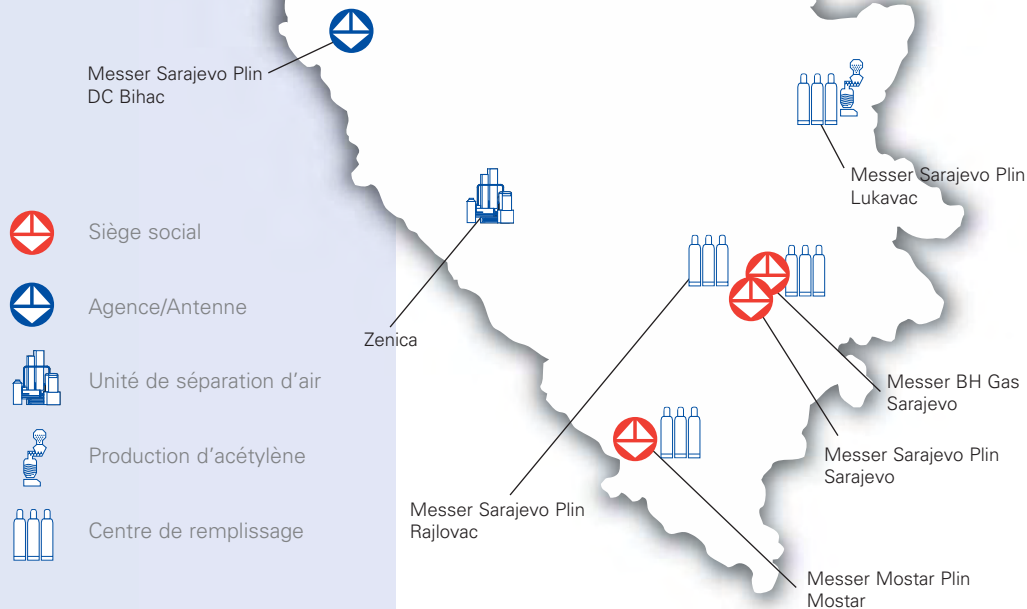 Messer Sarajevo Plin
DC Bihac
Messer Sarajevo Plin
Lukavac
Siège social
Agence/Antenne
Zenica
Unité de séparation d'air
Messer BH Gas
Sarajevo
Production d'acétylène
Messer Sarajevo Plin
Sarajevo
Messer Sarajevo Plin
Rajlovac
Centre de remplissage
Messer Mostar Plin
Mostar